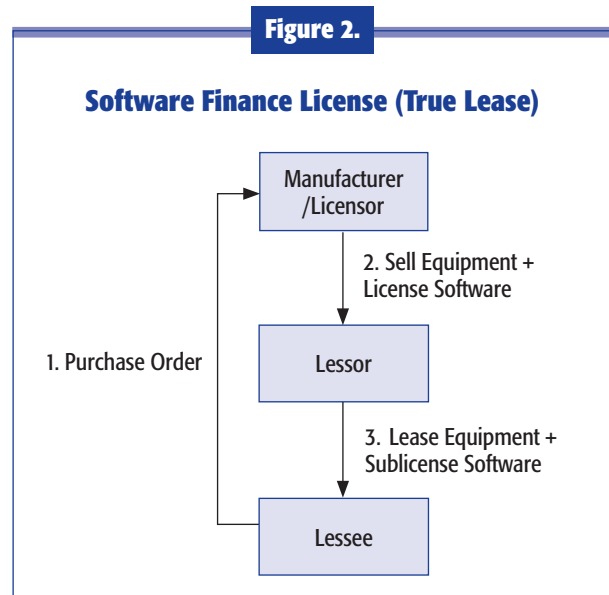 Figure 2.
Software Finance License (True Lease)
Manufacturer
/Licensor
2. Sell Equipment +
License Software
1. Purchase Order
Lessor
3. Lease Equipment +
Sublicense Software
Lessee